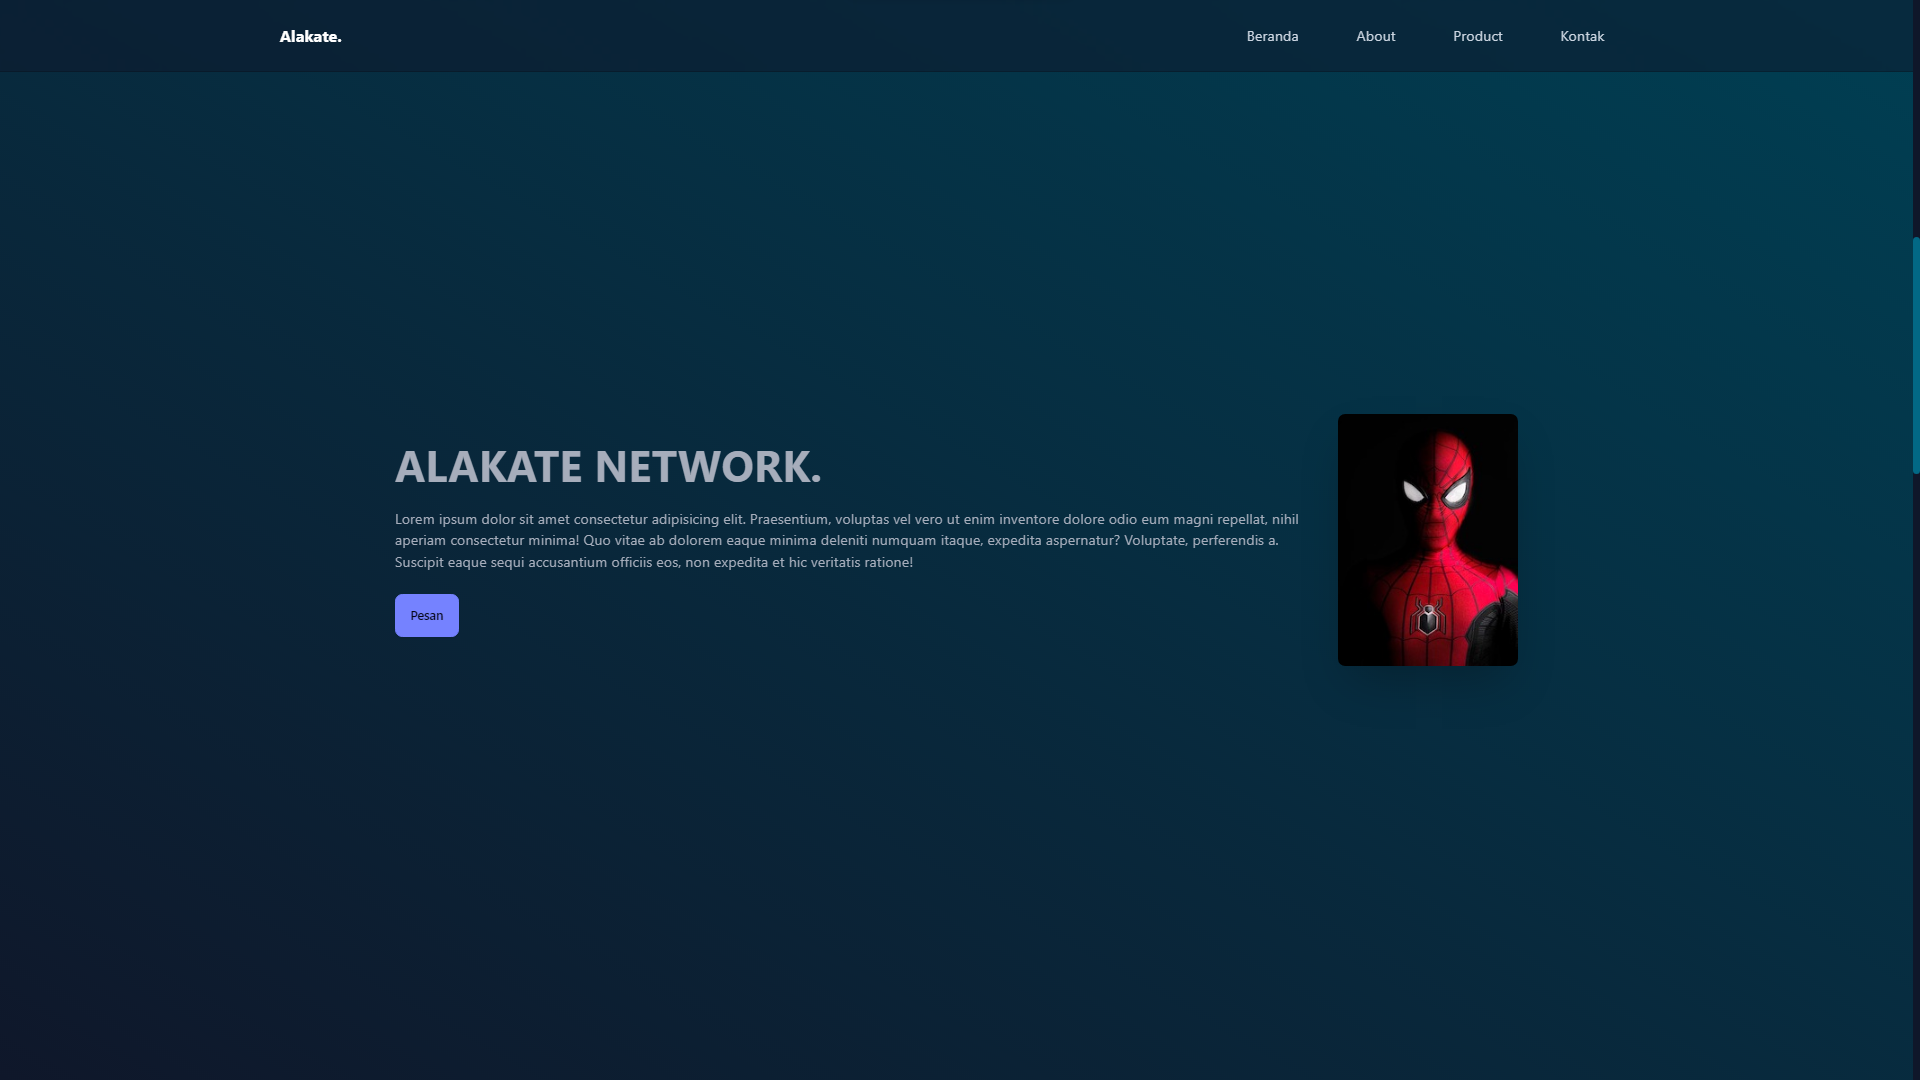 Alakate.
Beranda
About
Product
Kontak
ALAKATE NETWORK.
Lorem ipsum dolor sit amet consectetur adipisicing elit. Praesentium, voluptas vel vero ut enim inventore dolore odio eum magni repellat, nihil
aperiam consectetur minima! Quo vitae ab dolorem eaque minima deleniti numquam itaque, expedita aspernatur? Voluptate, perferendis a.
Suscipit eaque sequi accusantium officiis eos, non expedita et hic veritatis ratione!
Pesan